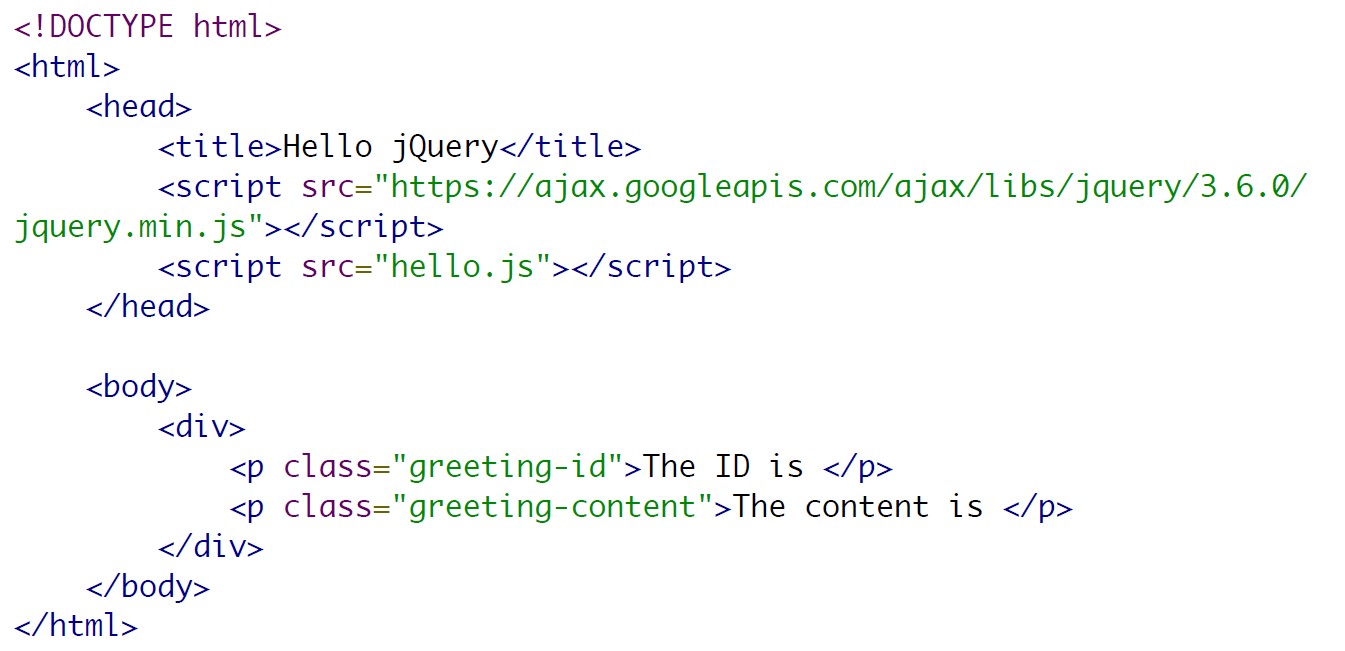 <!DOCTYPE html>
<html>
    <head>
        <title>Hello jQuery</title>
        <script src="https://ajax.googleapis.com/ajax/libs/jquery/3.6.0/
jquery.min.js"></script>
        <script src="hello.js"></script>
    </head>

    <body>
        <div>
            <p class="greeting-id">The ID is </p>
            <p class="greeting-content">The content is </p>
        </div>
    </body>
</html>